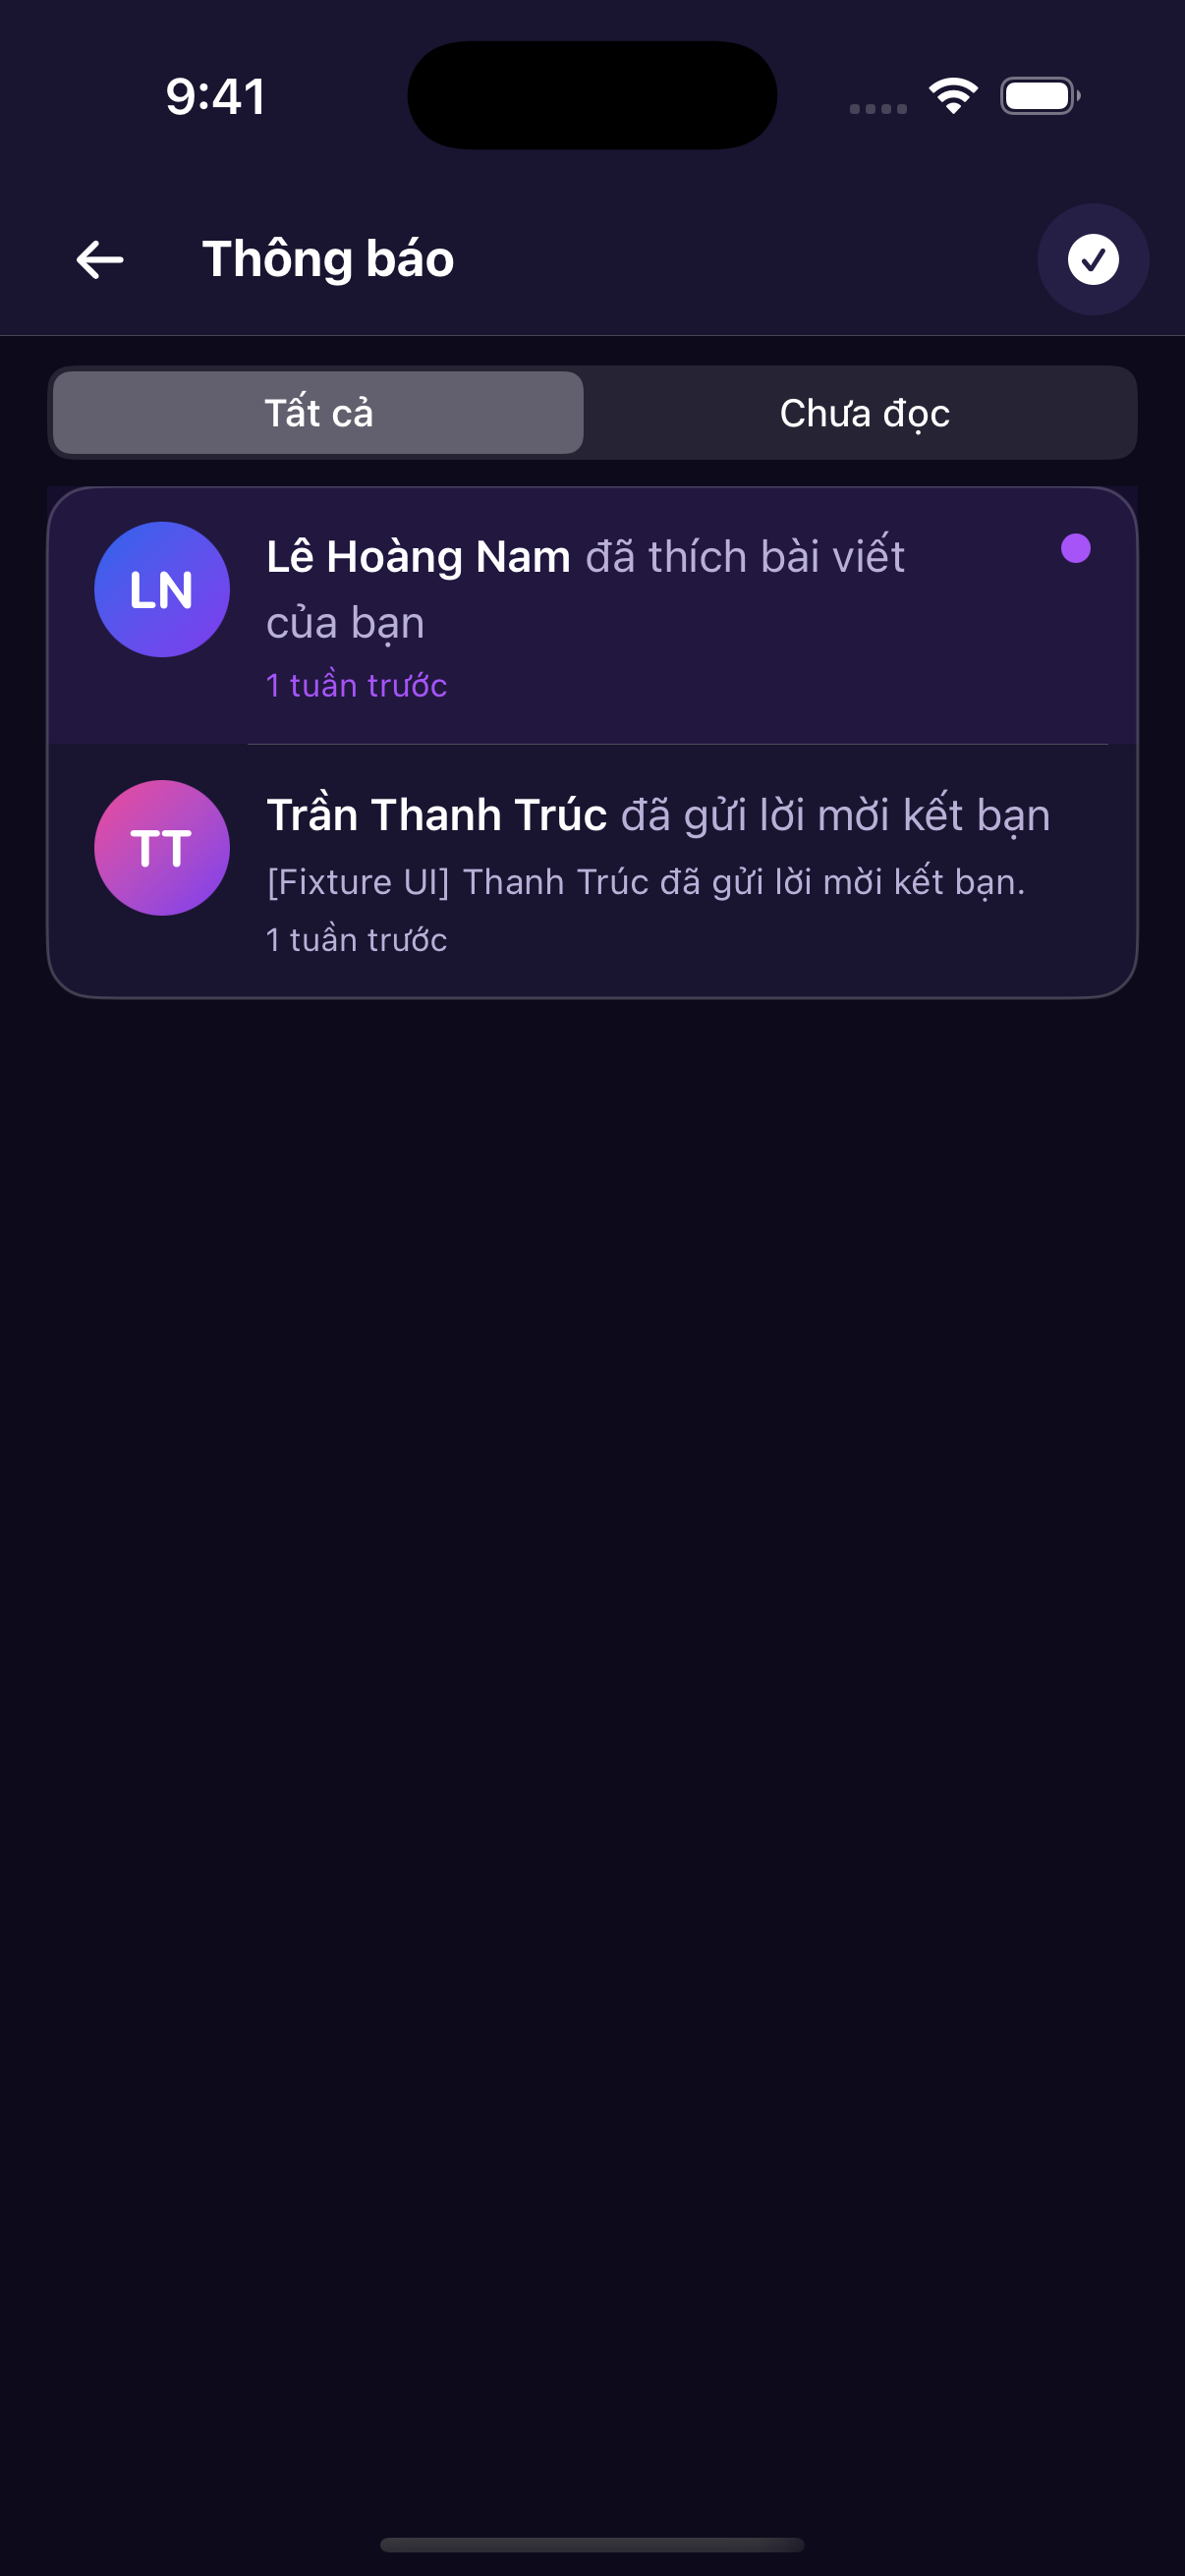 9:41
Thông báo
Tất cả
Chưa đọc
LN
Lê Hoàng Nam đã thích bài viết
của bạn
1 tuần trước
TT
Trần Thanh Trúc đã gửi lời mời kết bạn
[Fixture UI] Thanh Trúc đã gửi lời mời kết bạn.
1 tuần trước